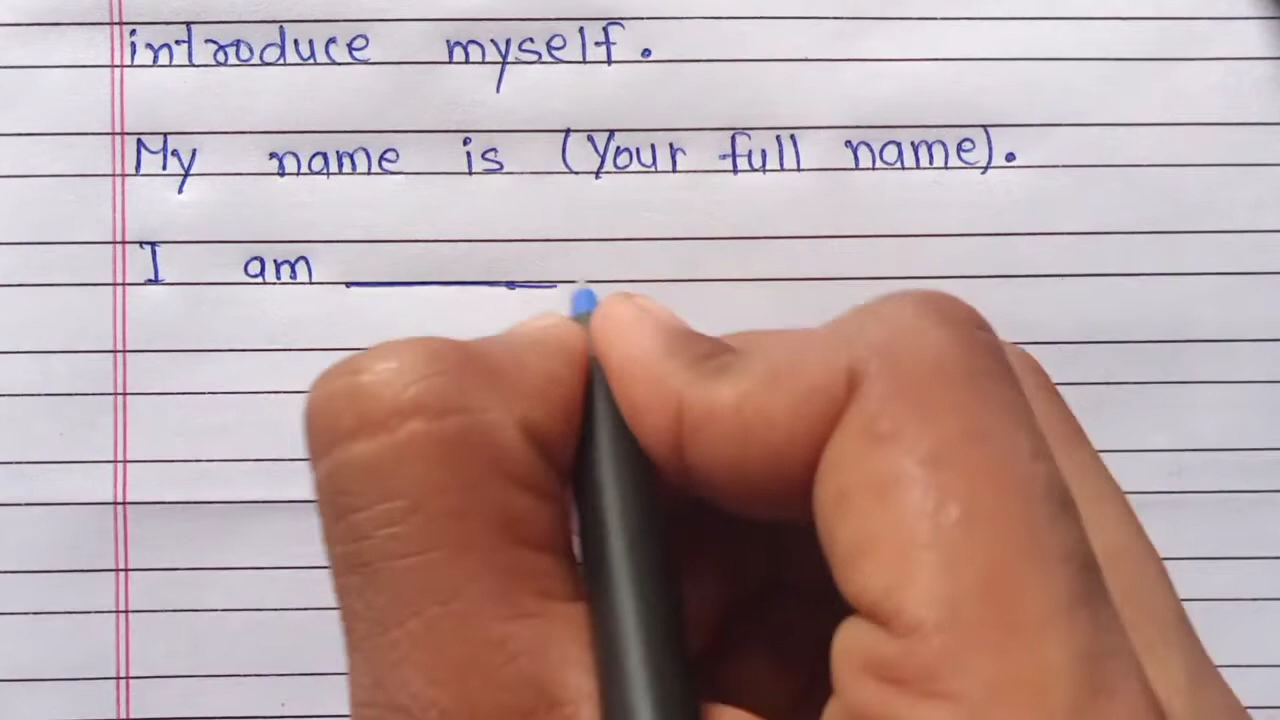 introduce myself.
My name is (Your full name).
I am ________